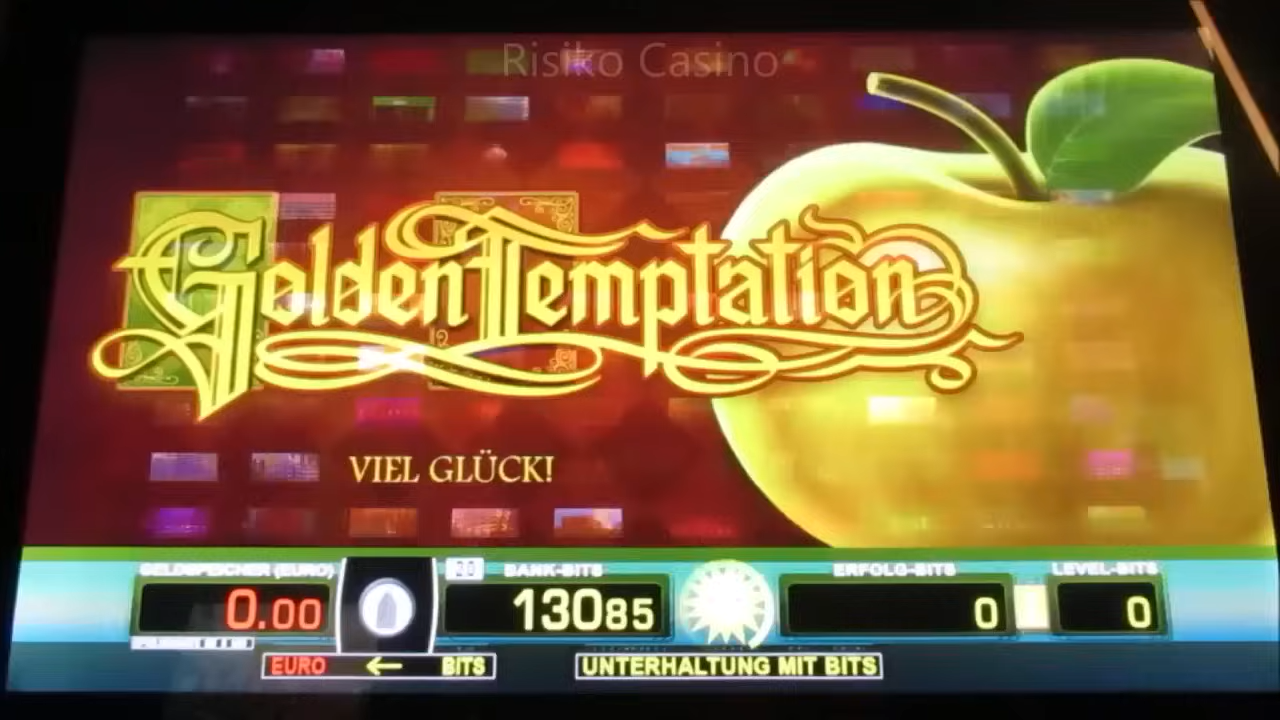 Risiko Casino
Golden Temptation
VIEL GLÜCK!
GELDSPEICHER (EURO)
BANK-BITS
ERFOLG-BITS
LEVEL-BITS
0.00
13085
0
0
EURO ← BITS
UNTERHALTUNG MIT BITS